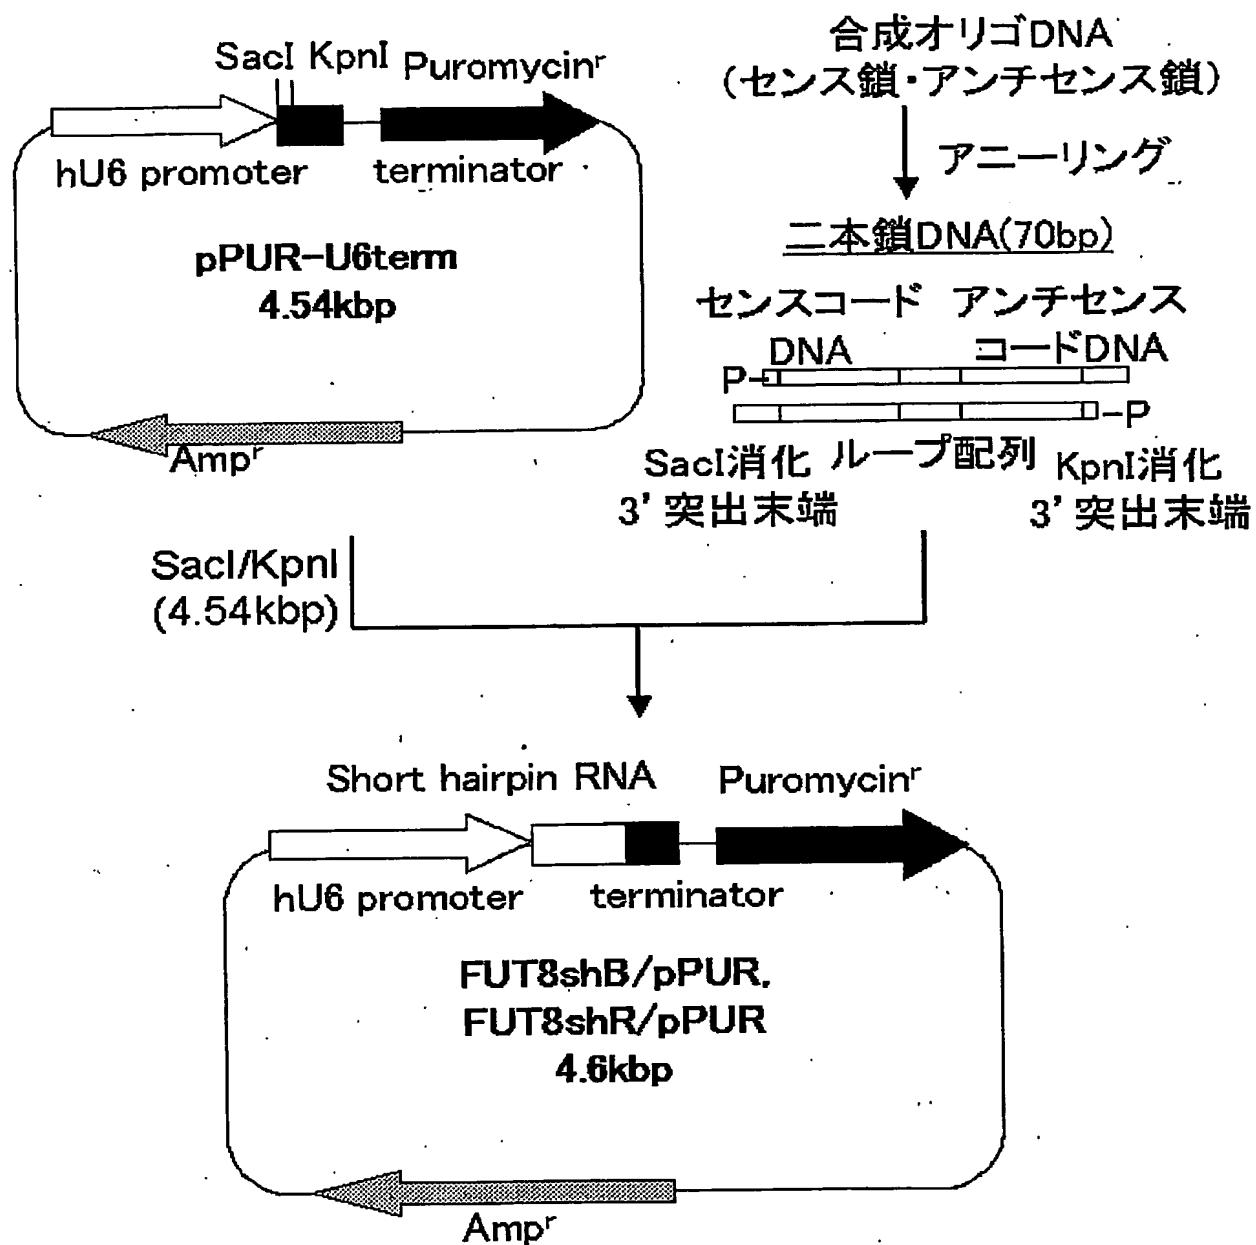 SacI KpnI Puromycinʳ
hU6 promoter
terminator
pPUR-U6term
4.54kbp
Ampʳ
合成オリゴDNA
(センス鎖・アンチセンス鎖)
アニーリング
二本鎖DNA(70bp)
センスコード
DNA
アンチセンス
コードDNA
P-
-P
SacI消化
3' 突出末端
ループ配列
KpnI消化
3' 突出末端
SacI/KpnI
(4.54kbp)
Short hairpin RNA
Puromycinʳ
hU6 promoter
terminator
FUT8shB/pPUR,
FUT8shR/pPUR
4.6kbp
Ampʳ